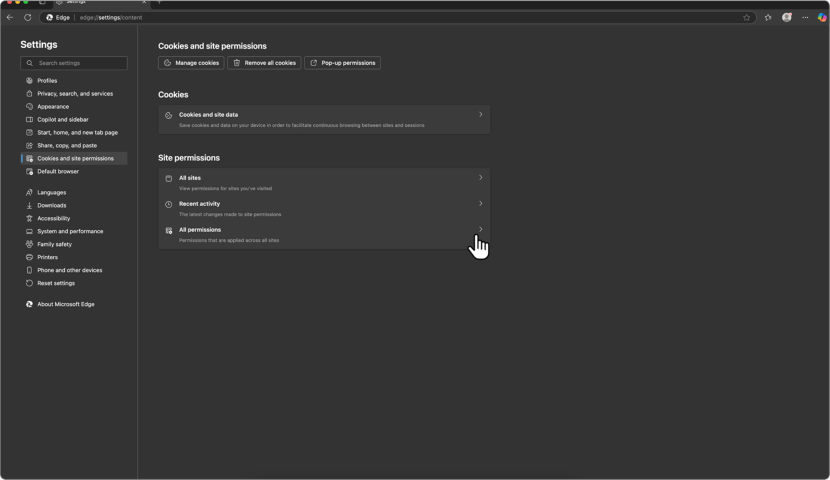 Settings
Edge
edge://settings/content
Settings
Search settings
Profiles
Privacy, search, and services
Appearance
Copilot and sidebar
Start, home, and new tab page
Share, copy, and paste
Cookies and site permissions
Default browser
Languages
Downloads
Accessibility
System and performance
Family safety
Printers
Phone and other devices
Reset settings
About Microsoft Edge
Cookies and site permissions
Manage cookies
Remove all cookies
Pop-up permissions
Cookies
Cookies and site data
Save cookies and data on your device in order to facilitate continuous browsing between sites and sessions
Site permissions
All sites
View permissions for sites you've visited
Recent activity
The latest changes made to site permissions
All permissions
Permissions that are applied across all sites